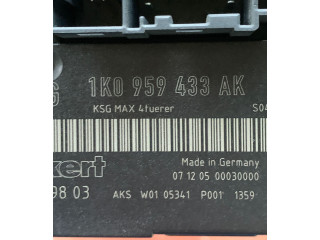 1K0 959 433 AK
KSG MAX 4fuerer S04
Made in Germany
kert
07 12 05 00030000
98 03
AKS W01 05341 P001 1359